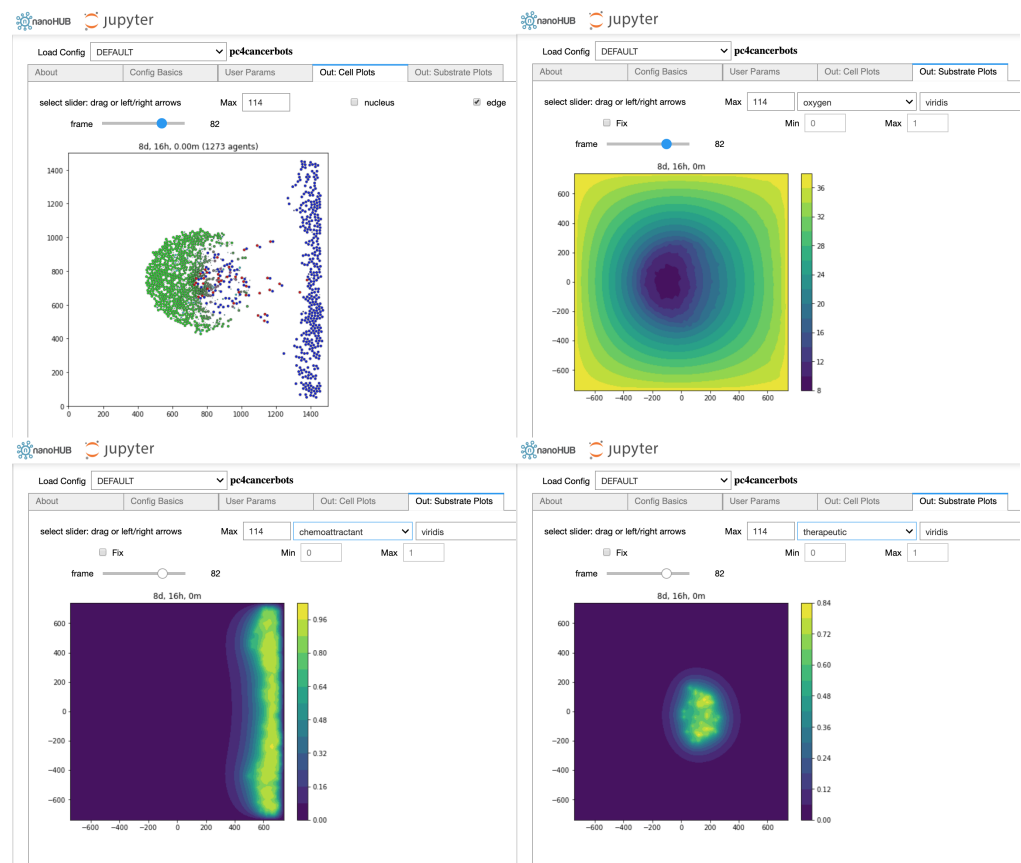 nanoHUB jupyter
Load Config DEFAULT pc4cancerbots
About Config Basics User Params Out: Cell Plots Out: Substrate Plots
select slider: drag or left/right arrows Max 114 nucleus edge
frame 82
8d, 16h, 0.00m (1273 agents)
1400
1200
1000
800
600
400
200
0
0 200 400 600 800 1000 1200 1400
nanoHUB jupyter
Load Config DEFAULT pc4cancerbots
About Config Basics User Params Out: Cell Plots Out: Substrate Plots
select slider: drag or left/right arrows Max 114 oxygen viridis
Fix Min 0 Max 1
frame 82
8d, 16h, 0m
600
400
200
0
−200
−400
−600
−600 −400 −200 0 200 400 600
36
32
28
24
20
16
12
8
nanoHUB jupyter
Load Config DEFAULT pc4cancerbots
About Config Basics User Params Out: Cell Plots Out: Substrate Plots
select slider: drag or left/right arrows Max 114 chemoattractant viridis
Fix Min 0 Max 1
frame 82
8d, 16h, 0m
600
400
200
0
−200
−400
−600
−600 −400 −200 0 200 400 600
0.96
0.80
0.64
0.48
0.32
0.16
0.00
nanoHUB jupyter
Load Config DEFAULT pc4cancerbots
About Config Basics User Params Out: Cell Plots Out: Substrate Plots
select slider: drag or left/right arrows Max 114 therapeutic viridis
Fix Min 0 Max 1
frame 82
8d, 16h, 0m
600
400
200
0
−200
−400
−600
−600 −400 −200 0 200 400 600
0.84
0.72
0.60
0.48
0.36
0.24
0.12
0.00